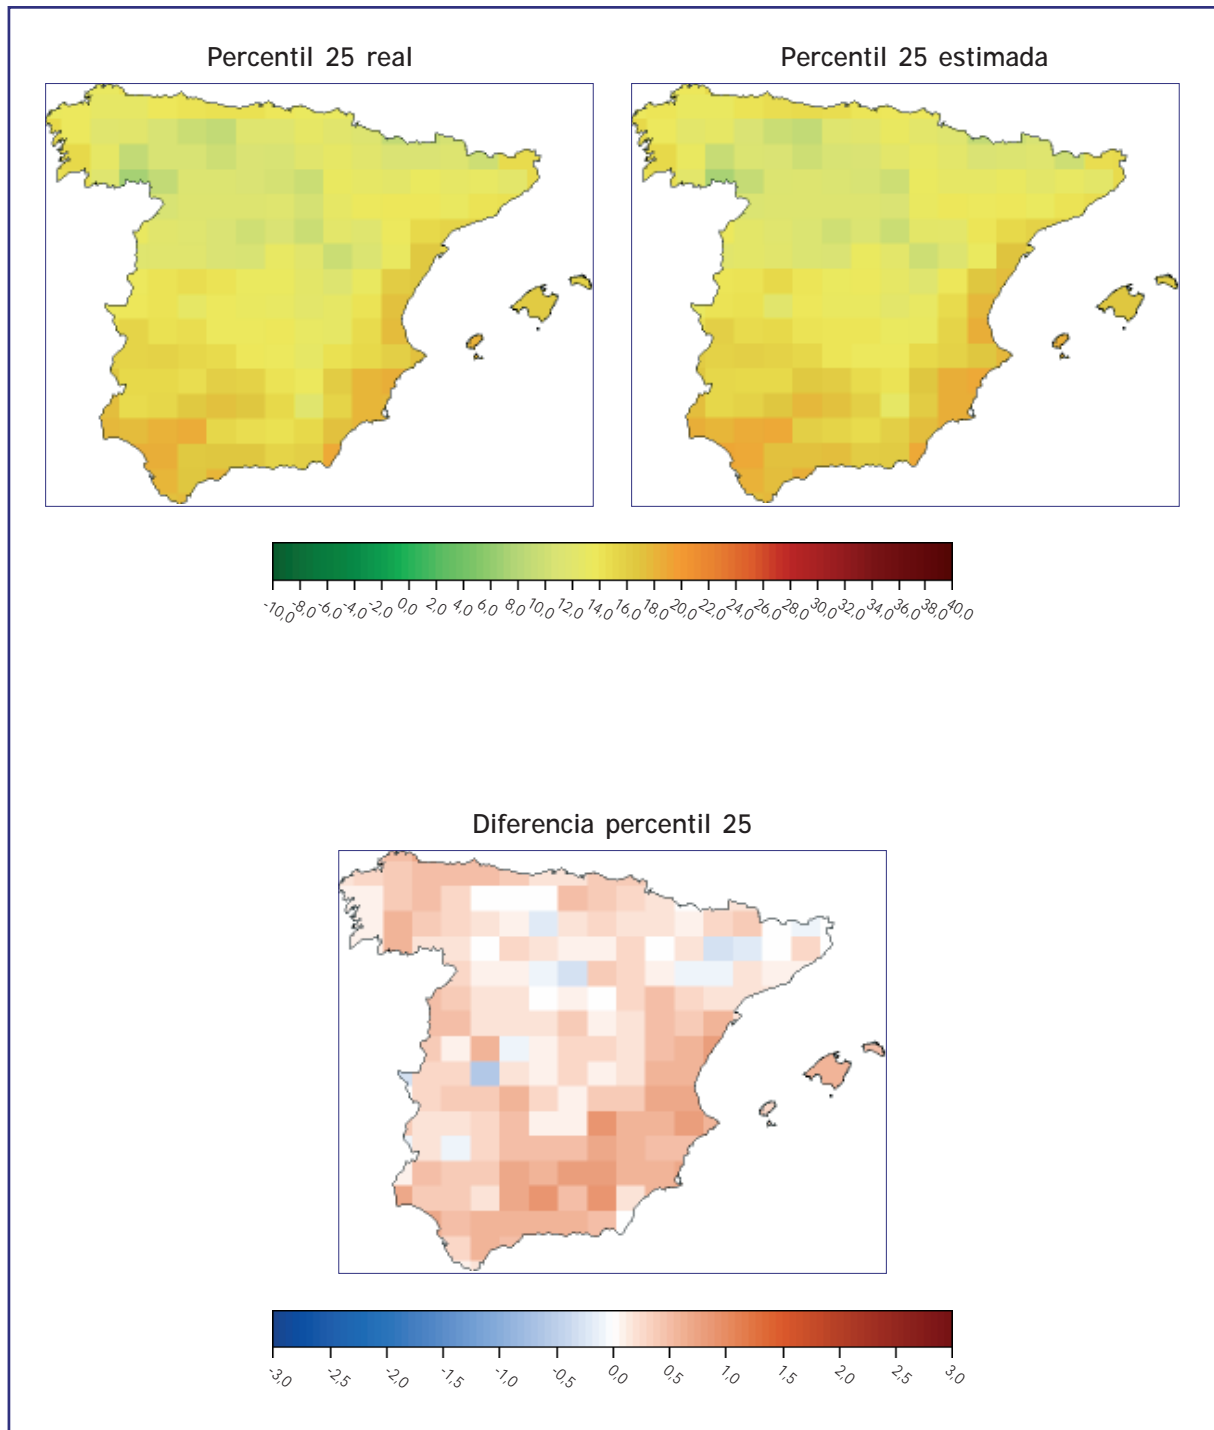 Percentil 25 real
Percentil 25 estimada
-10,0 -8,0 -6,0 -4,0 -2,0 0,0 2,0 4,0 6,0 8,0 10,0 12,0 14,0 16,0 18,0 20,0 22,0 24,0 26,0 28,0 30,0 32,0 34,0 36,0 38,0 40,0
Diferencia percentil 25
-3,0 -2,5 -2,0 -1,5 -1,0 -0,5 0,0 0,5 1,0 1,5 2,0 2,5 3,0